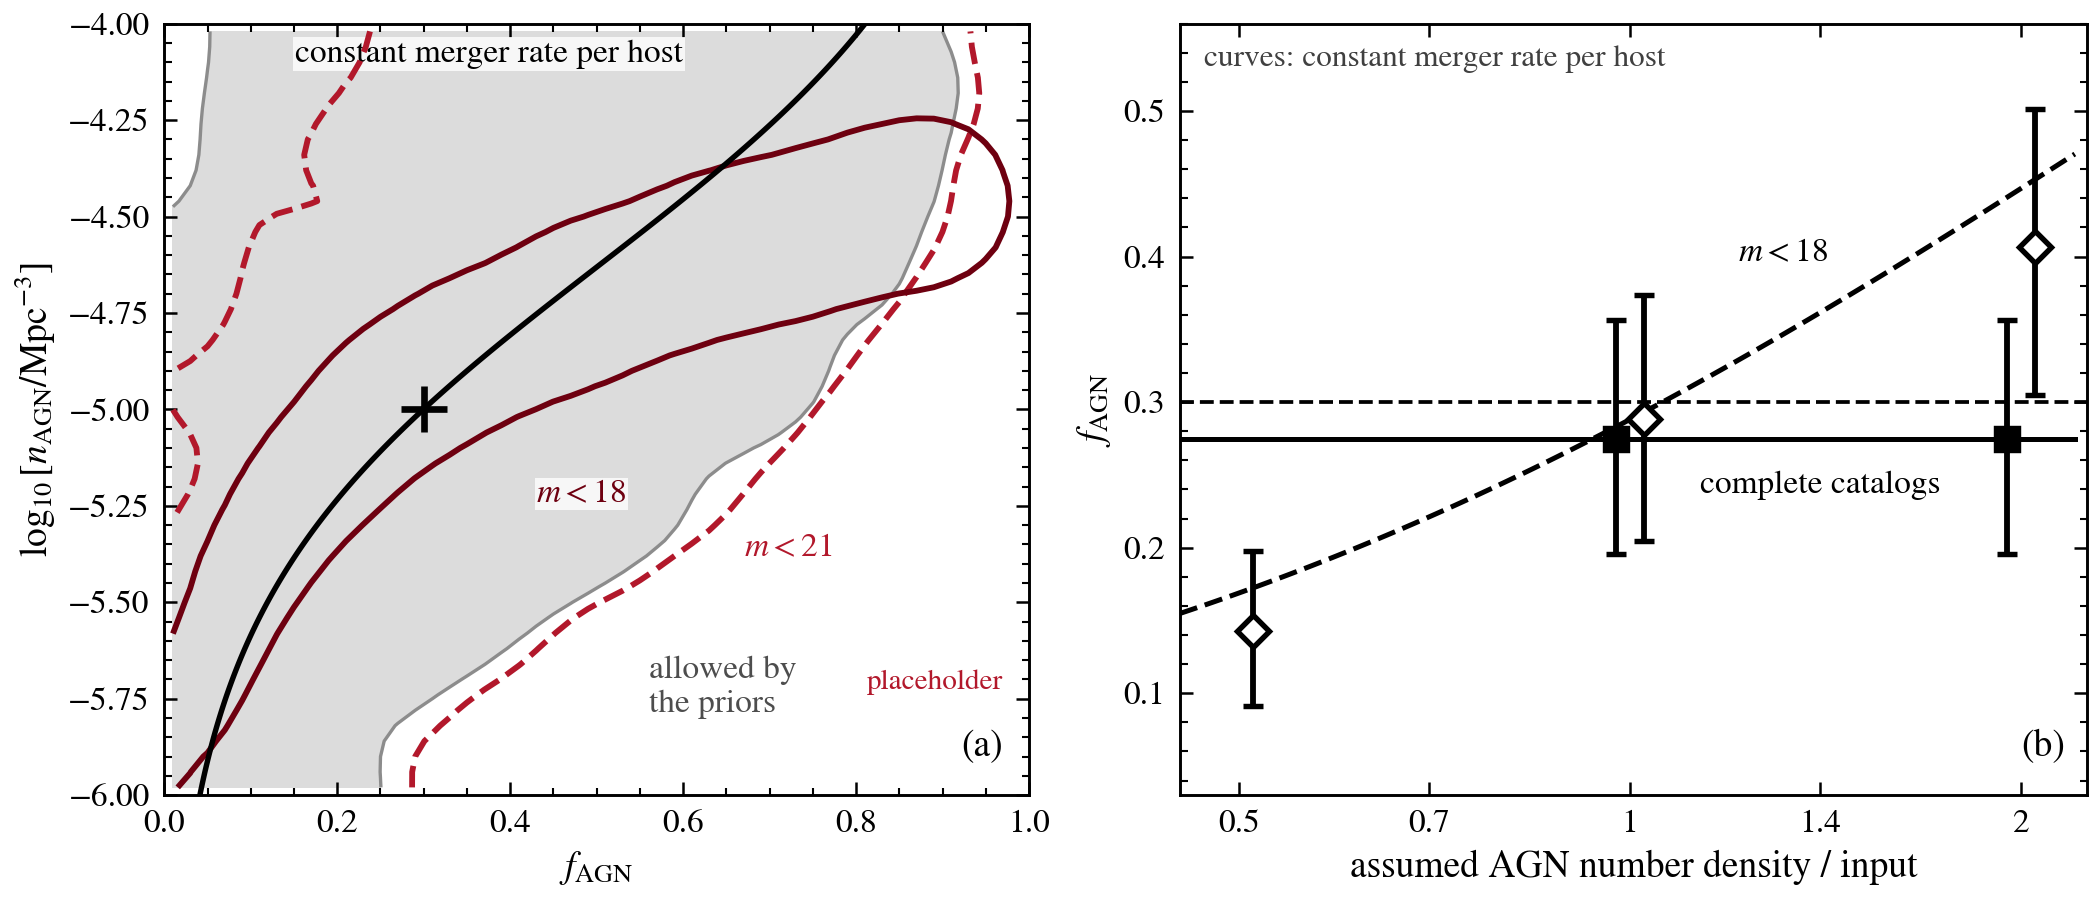 −4.00
−4.25
−4.50
−4.75
−5.00
−5.25
−5.50
−5.75
−6.00
log₁₀[n_AGN/Mpc⁻³]
constant merger rate per host
m < 18
m < 21
allowed by
the priors
placeholder
(a)
0.0 0.2 0.4 0.6 0.8 1.0
f_AGN
curves: constant merger rate per host
0.5
0.4
0.3
0.2
0.1
f_AGN
m < 18
complete catalogs
(b)
0.5 0.7 1 1.4 2
assumed AGN number density / input